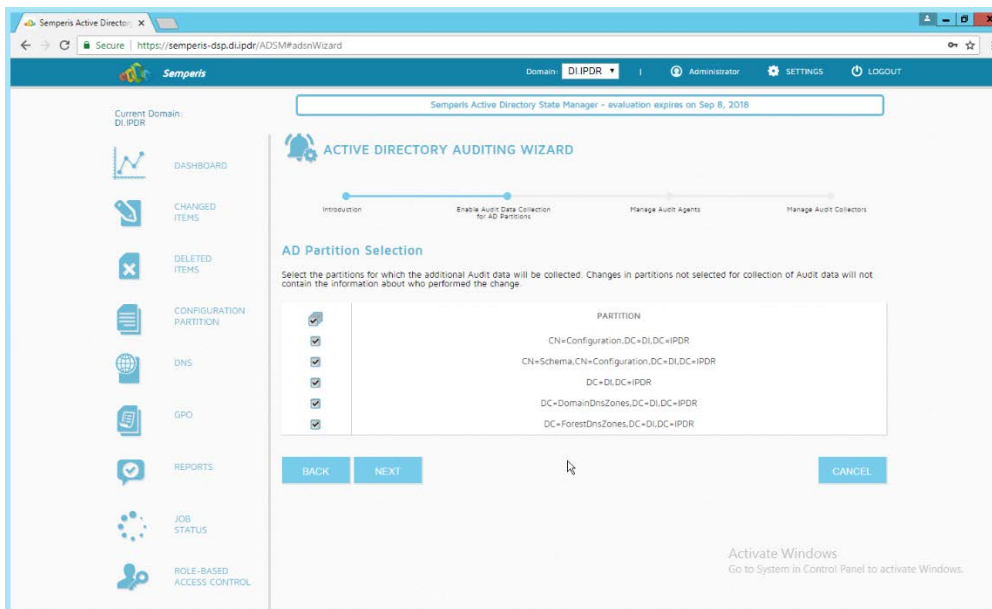 Semperis Active Director
Secure | https://semperis-dsp.di.ipdr/ADSM#adsnWizard
Semperis
Domain: DI.IPDR
|
Administrator
SETTINGS
LOGOUT
Current Domain:
DI.IPDR
Semperis Active Directory State Manager - evaluation expires on Sep 8, 2018
ACTIVE DIRECTORY AUDITING WIZARD
DASHBOARD
CHANGED
ITEMS
DELETED
ITEMS
CONFIGURATION
PARTITION
DNS
GPO
REPORTS
JOB
STATUS
ROLE-BASED
ACCESS CONTROL
Introduction
Enable Audit Data Collection
for AD Partitions
Manage Audit Agents
Manage Audit Collectors
AD Partition Selection
Select the partitions for which the additional Audit data will be collected. Changes in partitions not selected for collection of Audit data will not
contain the information about who performed the change.
PARTITION
CN=Configuration,DC=DI,DC=IPDR
CN=Schema,CN=Configuration,DC=DI,DC=IPDR
DC=DI,DC=IPDR
DC=DomainDnsZones,DC=DI,DC=IPDR
DC=ForestDnsZones,DC=DI,DC=IPDR
BACK
NEXT
CANCEL
Activate Windows
Go to System in Control Panel to activate Windows.